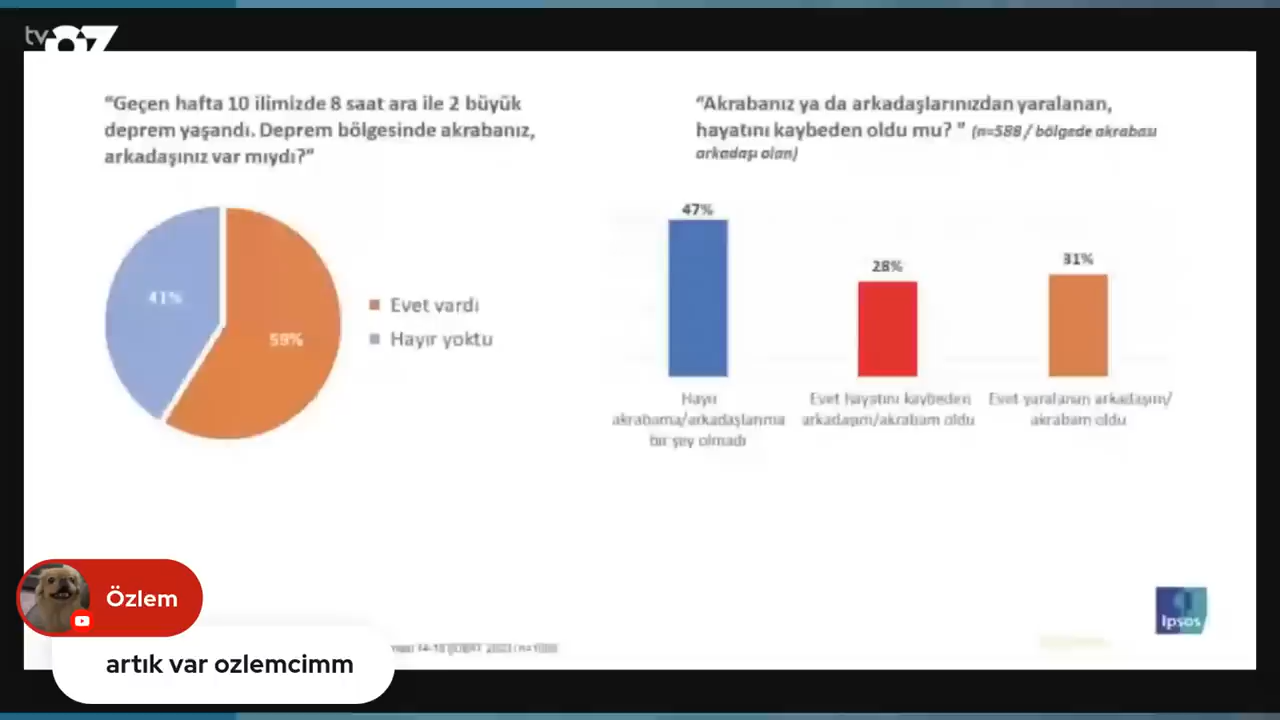 tv
“Geçen hafta 10 ilimizde 8 saat ara ile 2 büyük
deprem yaşandı. Deprem bölgesinde akrabanız,
arkadaşınız var mıydı?”
41%
59%
Evet vardı
Hayır yoktu
“Akrabanız ya da arkadaşlarınızdan yaralanan,
hayatını kaybeden oldu mu? ” (n=588 / bölgede akrabası
arkadaşı olan)
47%
28%
31%
Hayır
akrabama/arkadaşlarıma
bir şey olmadı
Evet hayatını kaybeden
arkadaşım/akrabam oldu
Evet yaralanan arkadaşım/
akrabam oldu
Ipsos
Özlem
artık var ozlemcimm